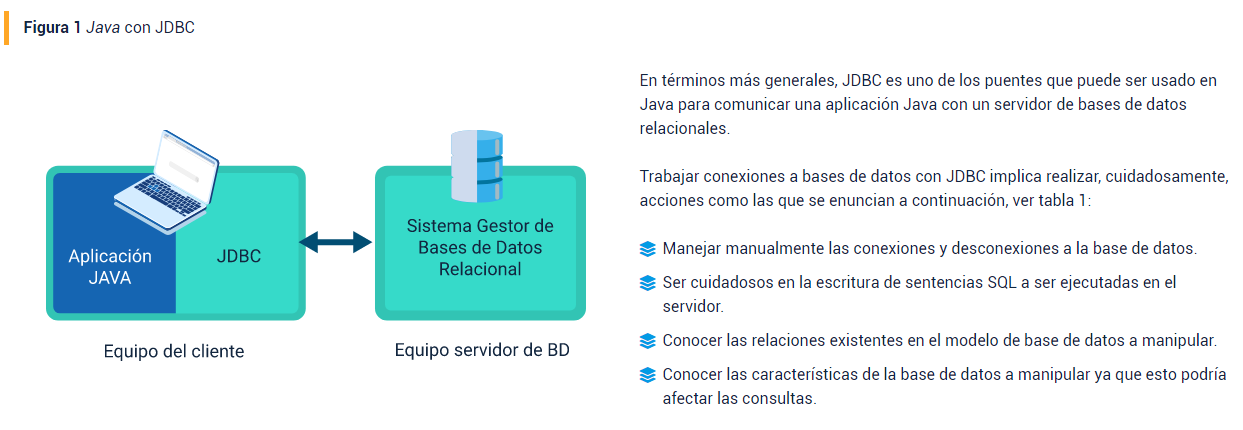 Figura 1 Java con JDBC
Aplicación
JAVA
JDBC
Sistema Gestor de
Bases de Datos
Relacional
Equipo del cliente
Equipo servidor de BD
En términos más generales, JDBC es uno de los puentes que puede ser usado en
Java para comunicar una aplicación Java con un servidor de bases de datos
relacionales.
Trabajar conexiones a bases de datos con JDBC implica realizar, cuidadosamente,
acciones como las que se enuncian a continuación, ver tabla 1:
Manejar manualmente las conexiones y desconexiones a la base de datos.
Ser cuidadosos en la escritura de sentencias SQL a ser ejecutadas en el
servidor.
Conocer las relaciones existentes en el modelo de base de datos a manipular.
Conocer las características de la base de datos a manipular ya que esto podría
afectar las consultas.